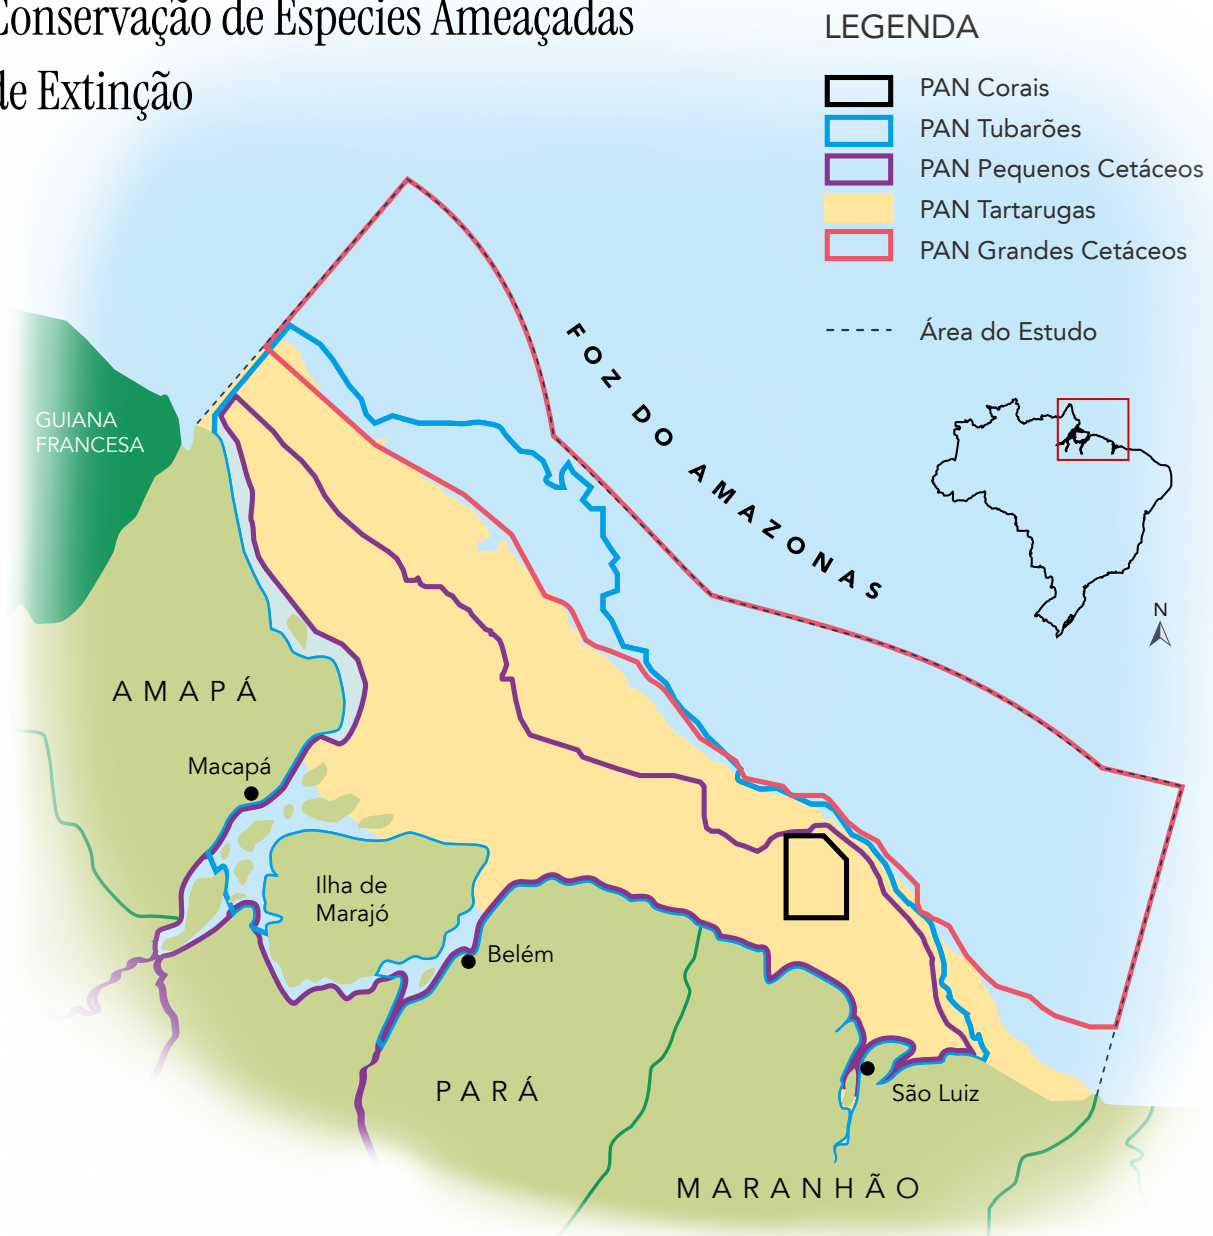 Conservação de Especies Ameaçadas
de Extinção
LEGENDA
PAN Corais
PAN Tubarões
PAN Pequenos Cetáceos
PAN Tartarugas
PAN Grandes Cetáceos
Área do Estudo
FOZ DO AMAZONAS
GUIANA
FRANCESA
N
AMAPÁ
Macapá
Ilha de
Marajó
Belém
PARÁ
São Luiz
MARANHÃO